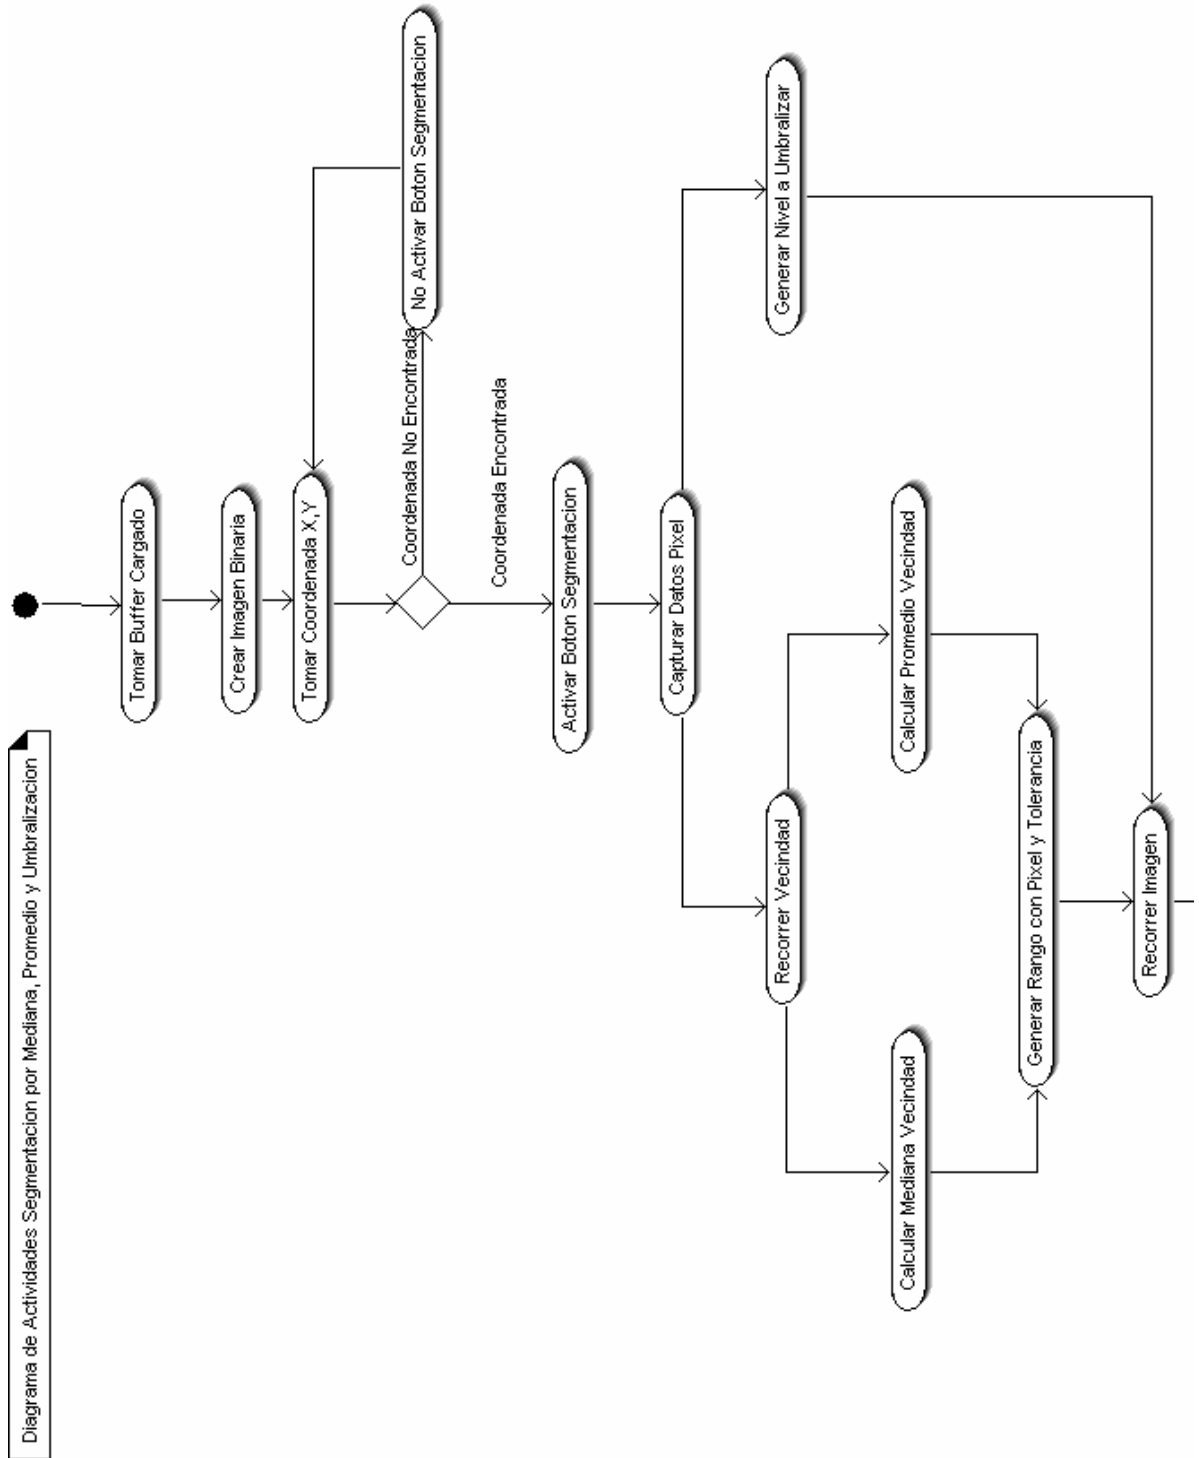 Diagrama de Actividades Segmentacion por Mediana, Promedio y Umbralizacion
Tomar Buffer Cargado
Crear Imagen Binaria
Tomar Coordenada X,Y
Coordenada No Encontrada
No Activar Boton Segmentacion
Coordenada Encontrada
Activar Boton Segmentacion
Capturar Datos Pixel
Recorrer Vecindad
Generar Nivel a Umbralizar
Calcular Mediana Vecindad
Calcular Promedio Vecindad
Generar Rango con Pixel y Tolerancia
Recorrer Imagen